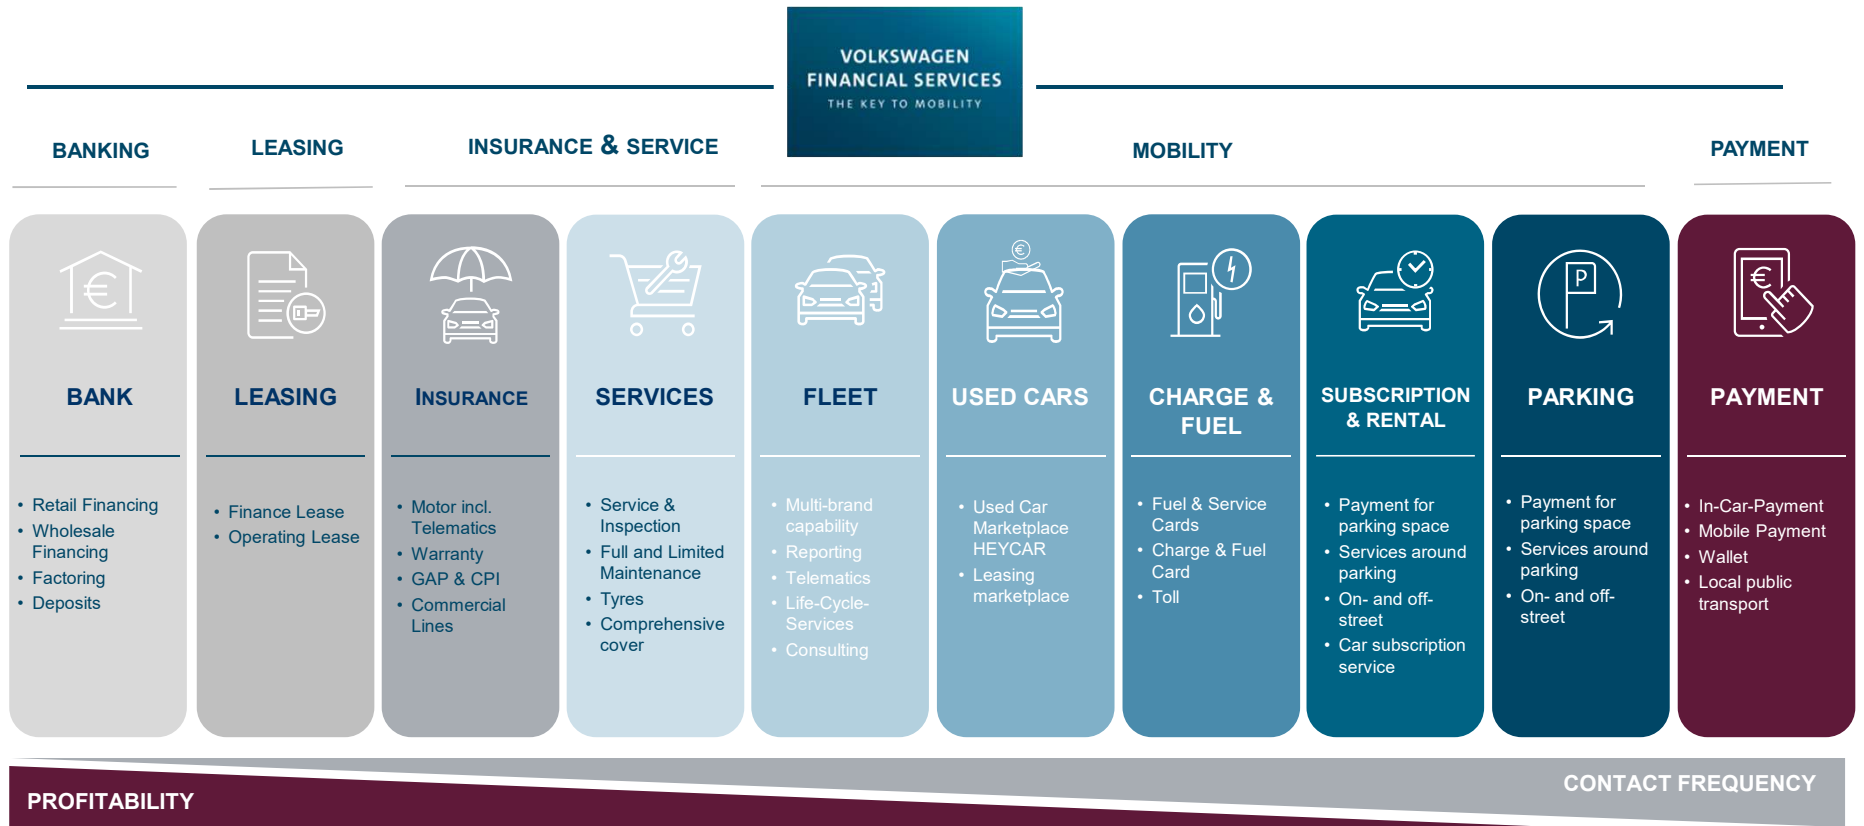 VOLKSWAGEN
FINANCIAL SERVICES
THE KEY TO MOBILITY
BANKING
LEASING
INSURANCE & SERVICE
MOBILITY
PAYMENT
€
BANK
• Retail Financing
• Wholesale
Financing
• Factoring
• Deposits
LEASING
• Finance Lease
• Operating Lease
INSURANCE
• Motor incl.
Telematics
• Warranty
• GAP & CPI
• Commercial
Lines
SERVICES
• Service &
Inspection
• Full and Limited
Maintenance
• Tyres
• Comprehensive
cover
FLEET
• Multi-brand
capability
• Reporting
• Telematics
• Life-Cycle-
Services
• Consulting
€
USED CARS
• Used Car
Marketplace
HEYCAR
• Leasing
marketplace
CHARGE &
FUEL
• Fuel & Service
Cards
• Charge & Fuel
Card
• Toll
SUBSCRIPTION
& RENTAL
• Payment for
parking space
• Services around
parking
• On- and off-
street
• Car subscription
service
P
PARKING
• Payment for
parking space
• Services around
parking
• On- and off-
street
€
PAYMENT
• In-Car-Payment
• Mobile Payment
• Wallet
• Local public
transport
PROFITABILITY
CONTACT FREQUENCY